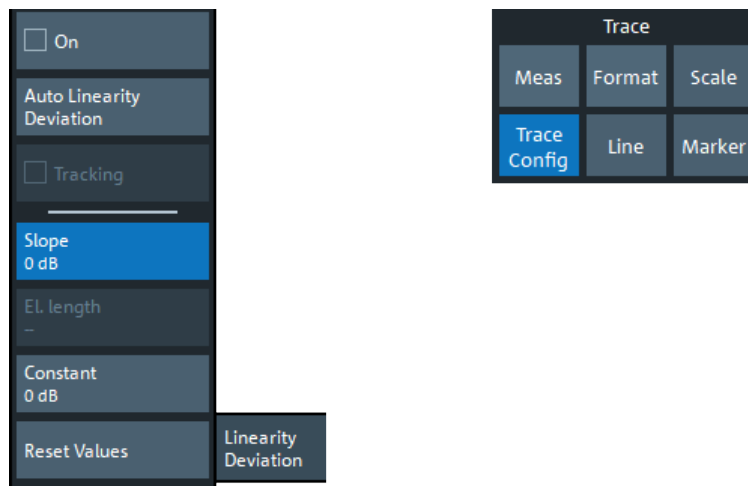 On
Auto Linearity
Deviation
Tracking
Slope
0 dB
El. length
–
Constant
0 dB
Reset Values
Linearity
Deviation
Trace
Meas
Format
Scale
Trace
Config
Line
Marker